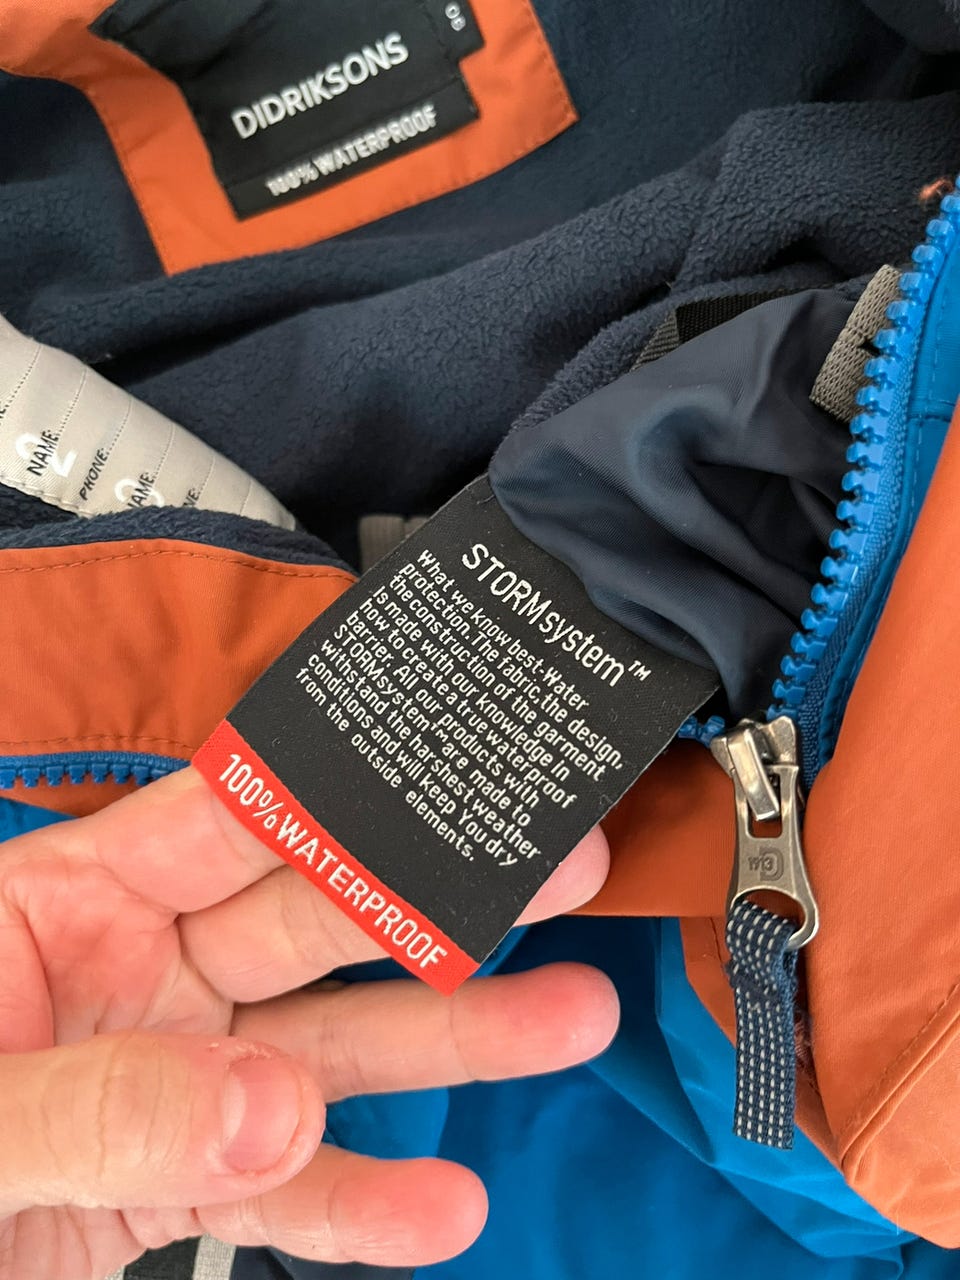 DIDRIKSONS
100% WATERPROOF
2
NAME:
PHONE:
3
STORMsystem™
What we know best-Water
protection. The fabric, the design,
the construction of the garment
is made with our knowledge in
how to create a true waterproof
barrier. All our products with
STORMsystem™ are made to
withstand the harshest weather
conditions and will keep You dry
from the outside elements.
100% WATERPROOF
1913